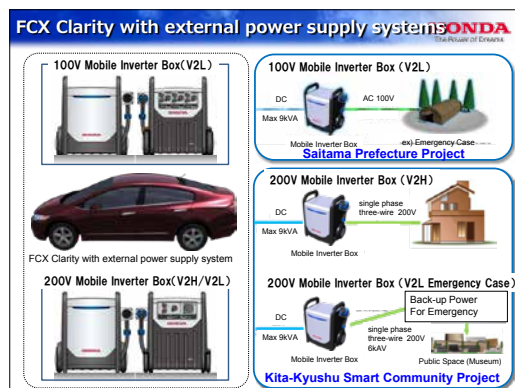 FCX Clarity with external power supply systems
HONDA
The Power of Dreams
100V Mobile Inverter Box(V2L)
FCX Clarity with external power supply system
200V Mobile Inverter Box(V2H/V2L)
100V Mobile Inverter Box (V2L)
DC
Max 9kVA
AC 100V
Mobile Inverter Box
ex) Emergency Case
Saitama Prefecture Project
200V Mobile Inverter Box (V2H)
DC
Max 9kVA
single phase
three-wire 200V
Mobile Inverter Box
200V Mobile Inverter Box (V2L Emergency Case)
Back-up Power
For Emergency
DC
Max 9kVA
single phase
three-wire 200V
6kAV
Mobile Inverter Box
Public Space (Museum)
Kita-Kyushu Smart Community Project